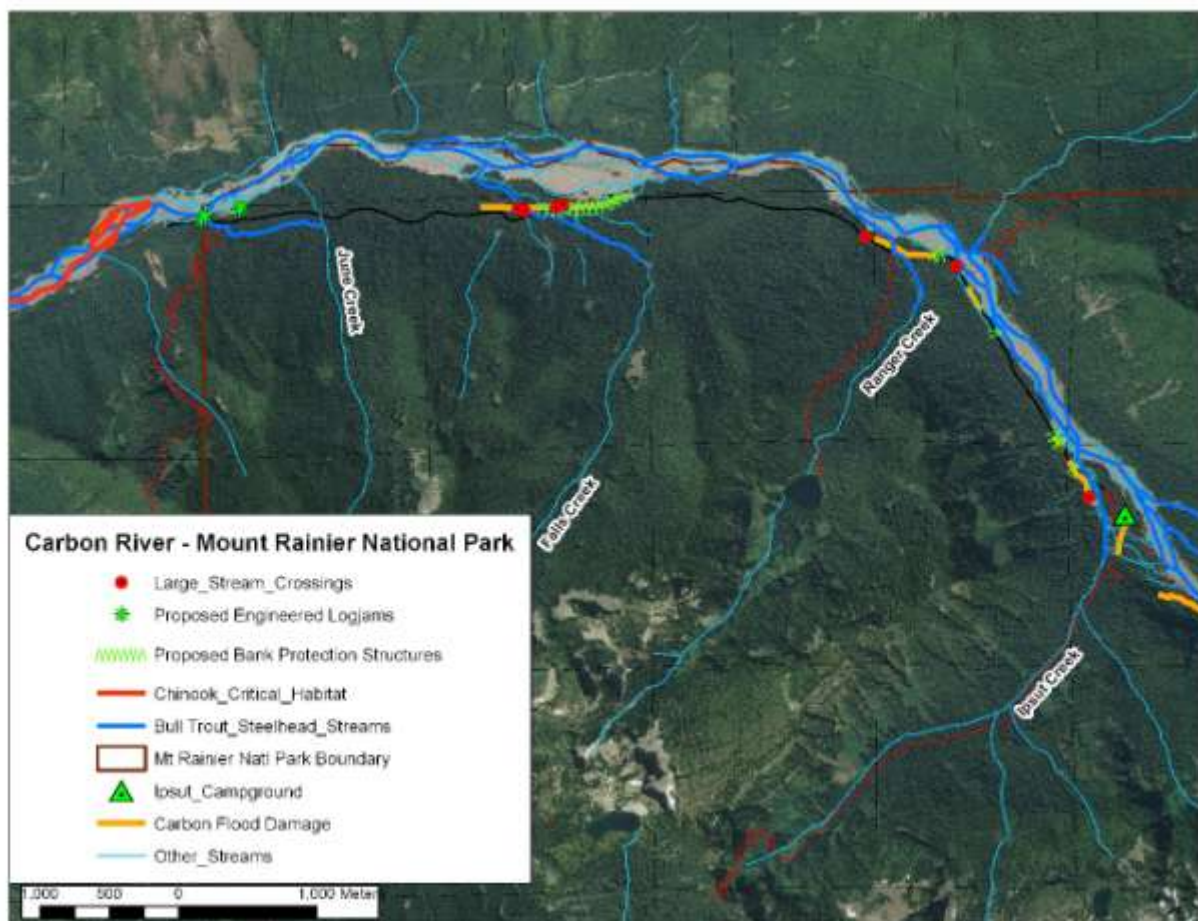 June Creek
Falls Creek
Ranger Creek
Ipsut Creek
Carbon River - Mount Rainier National Park
Large_Stream_Crossings
Proposed Engineered Logjams
Proposed Bank Protection Structures
Chinook_Critical_Habitat
Bull Trout_Steelhead_Streams
Mt Rainier Natl Park Boundary
Ipsut_Campground
Carbon Flood Damage
Other_Streams
1,000 500 0 1,000 Meter